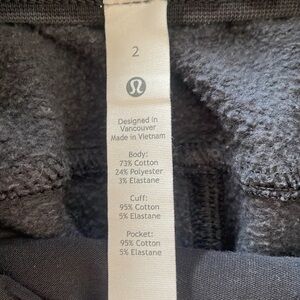 2
Designed in
Vancouver
Made in Vietnam
Body:
73% Cotton
24% Polyester
3% Elastane
Cuff:
95% Cotton
5% Elastane
Pocket:
95% Cotton
5% Elastane